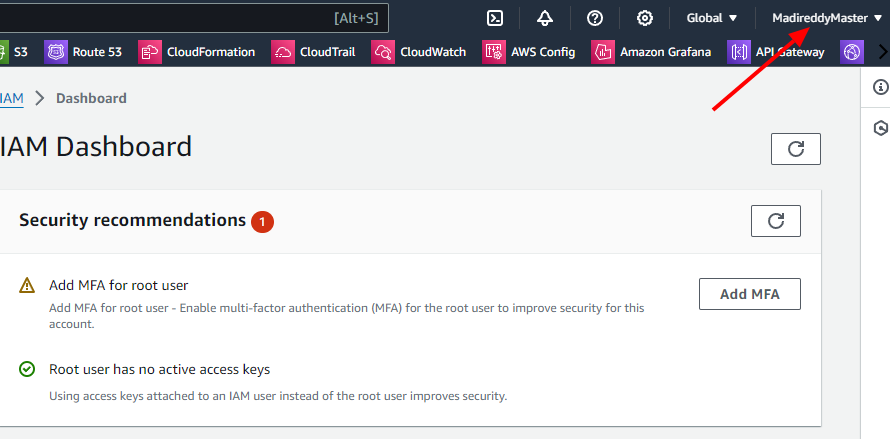 [Alt+S] Global MadireddyMaster
S3 Route 53 CloudFormation CloudTrail CloudWatch AWS Config Amazon Grafana API Gateway
IAM Dashboard
IAM Dashboard
Security recommendations 1
Add MFA for root user
Add MFA for root user - Enable multi-factor authentication (MFA) for the root user to improve security for this
account.
Add MFA
Root user has no active access keys
Using access keys attached to an IAM user instead of the root user improves security.